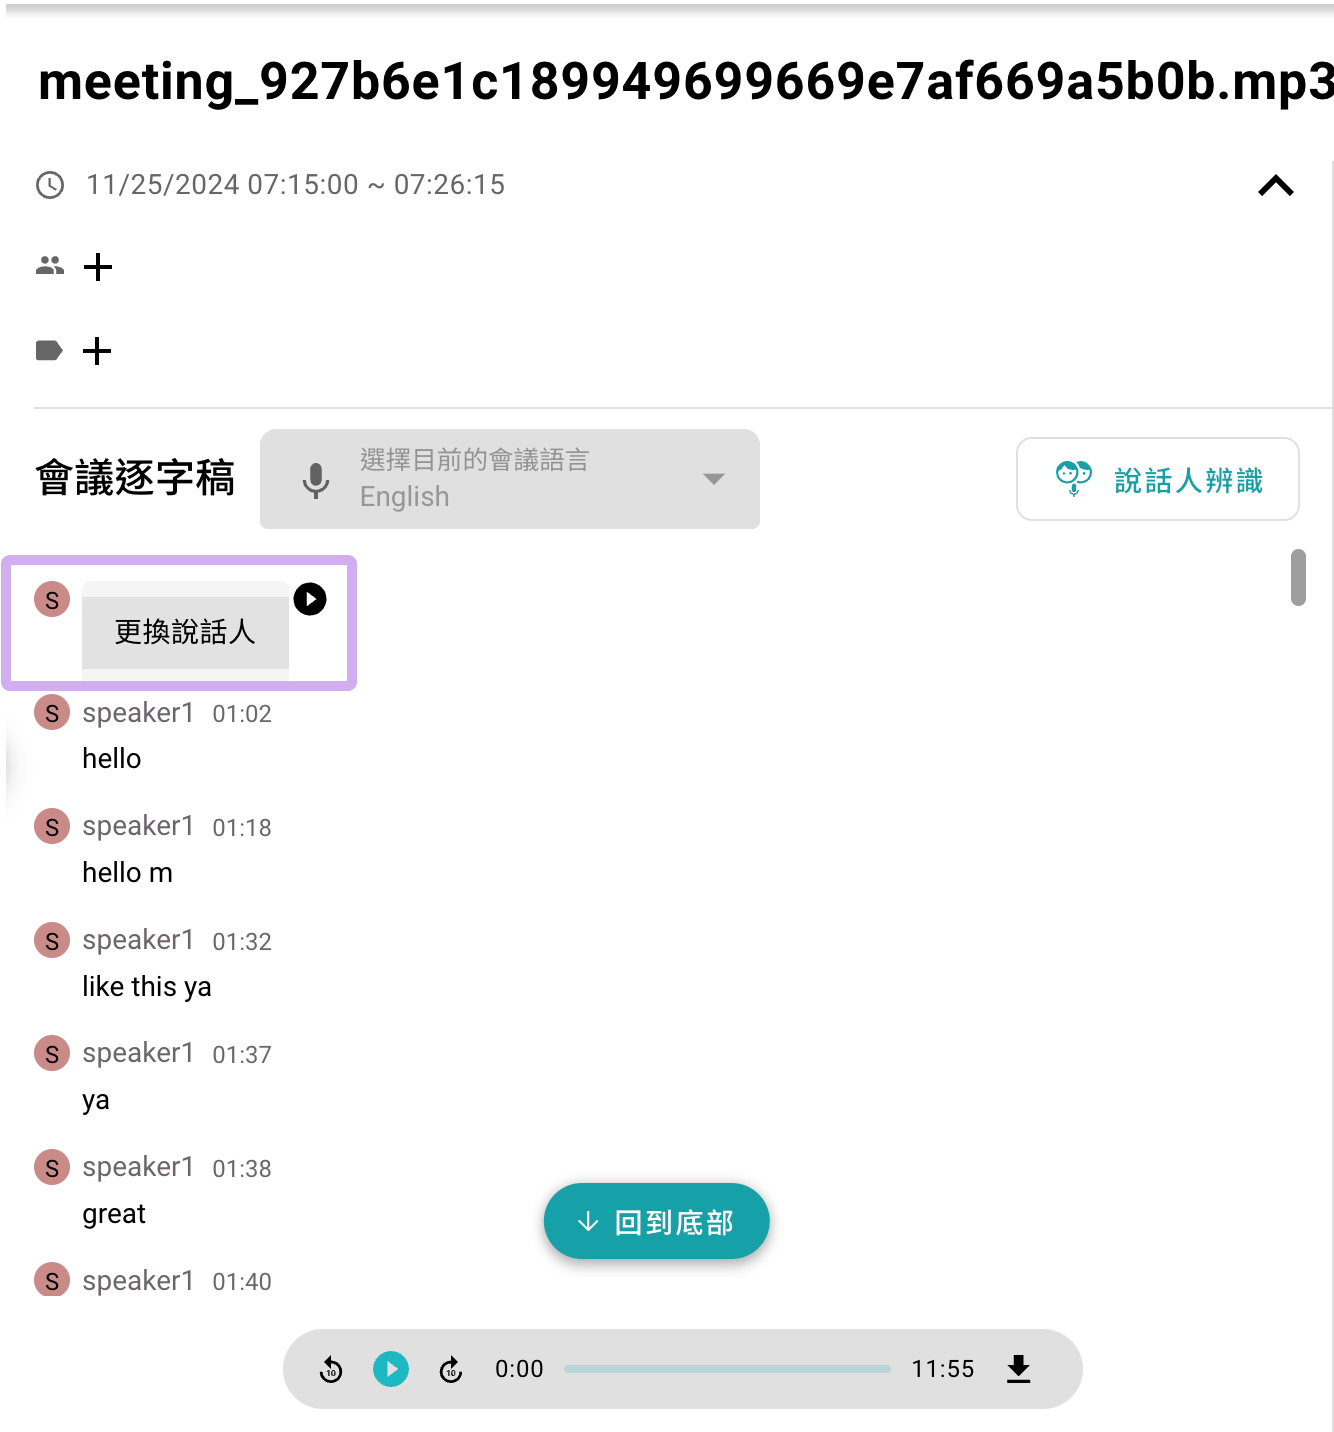 meeting_927b6e1c189949699669e7af669a5b0b.mp3
11/25/2024 07:15:00 ~ 07:26:15
會議逐字稿
選擇目前的會議語言
English
說話人辨識
S
更換說話人
S speaker1 01:02
hello
S speaker1 01:18
hello m
S speaker1 01:32
like this ya
S speaker1 01:37
ya
S speaker1 01:38
great
回到底部
S speaker1 01:40
10 10 0:00 11:55